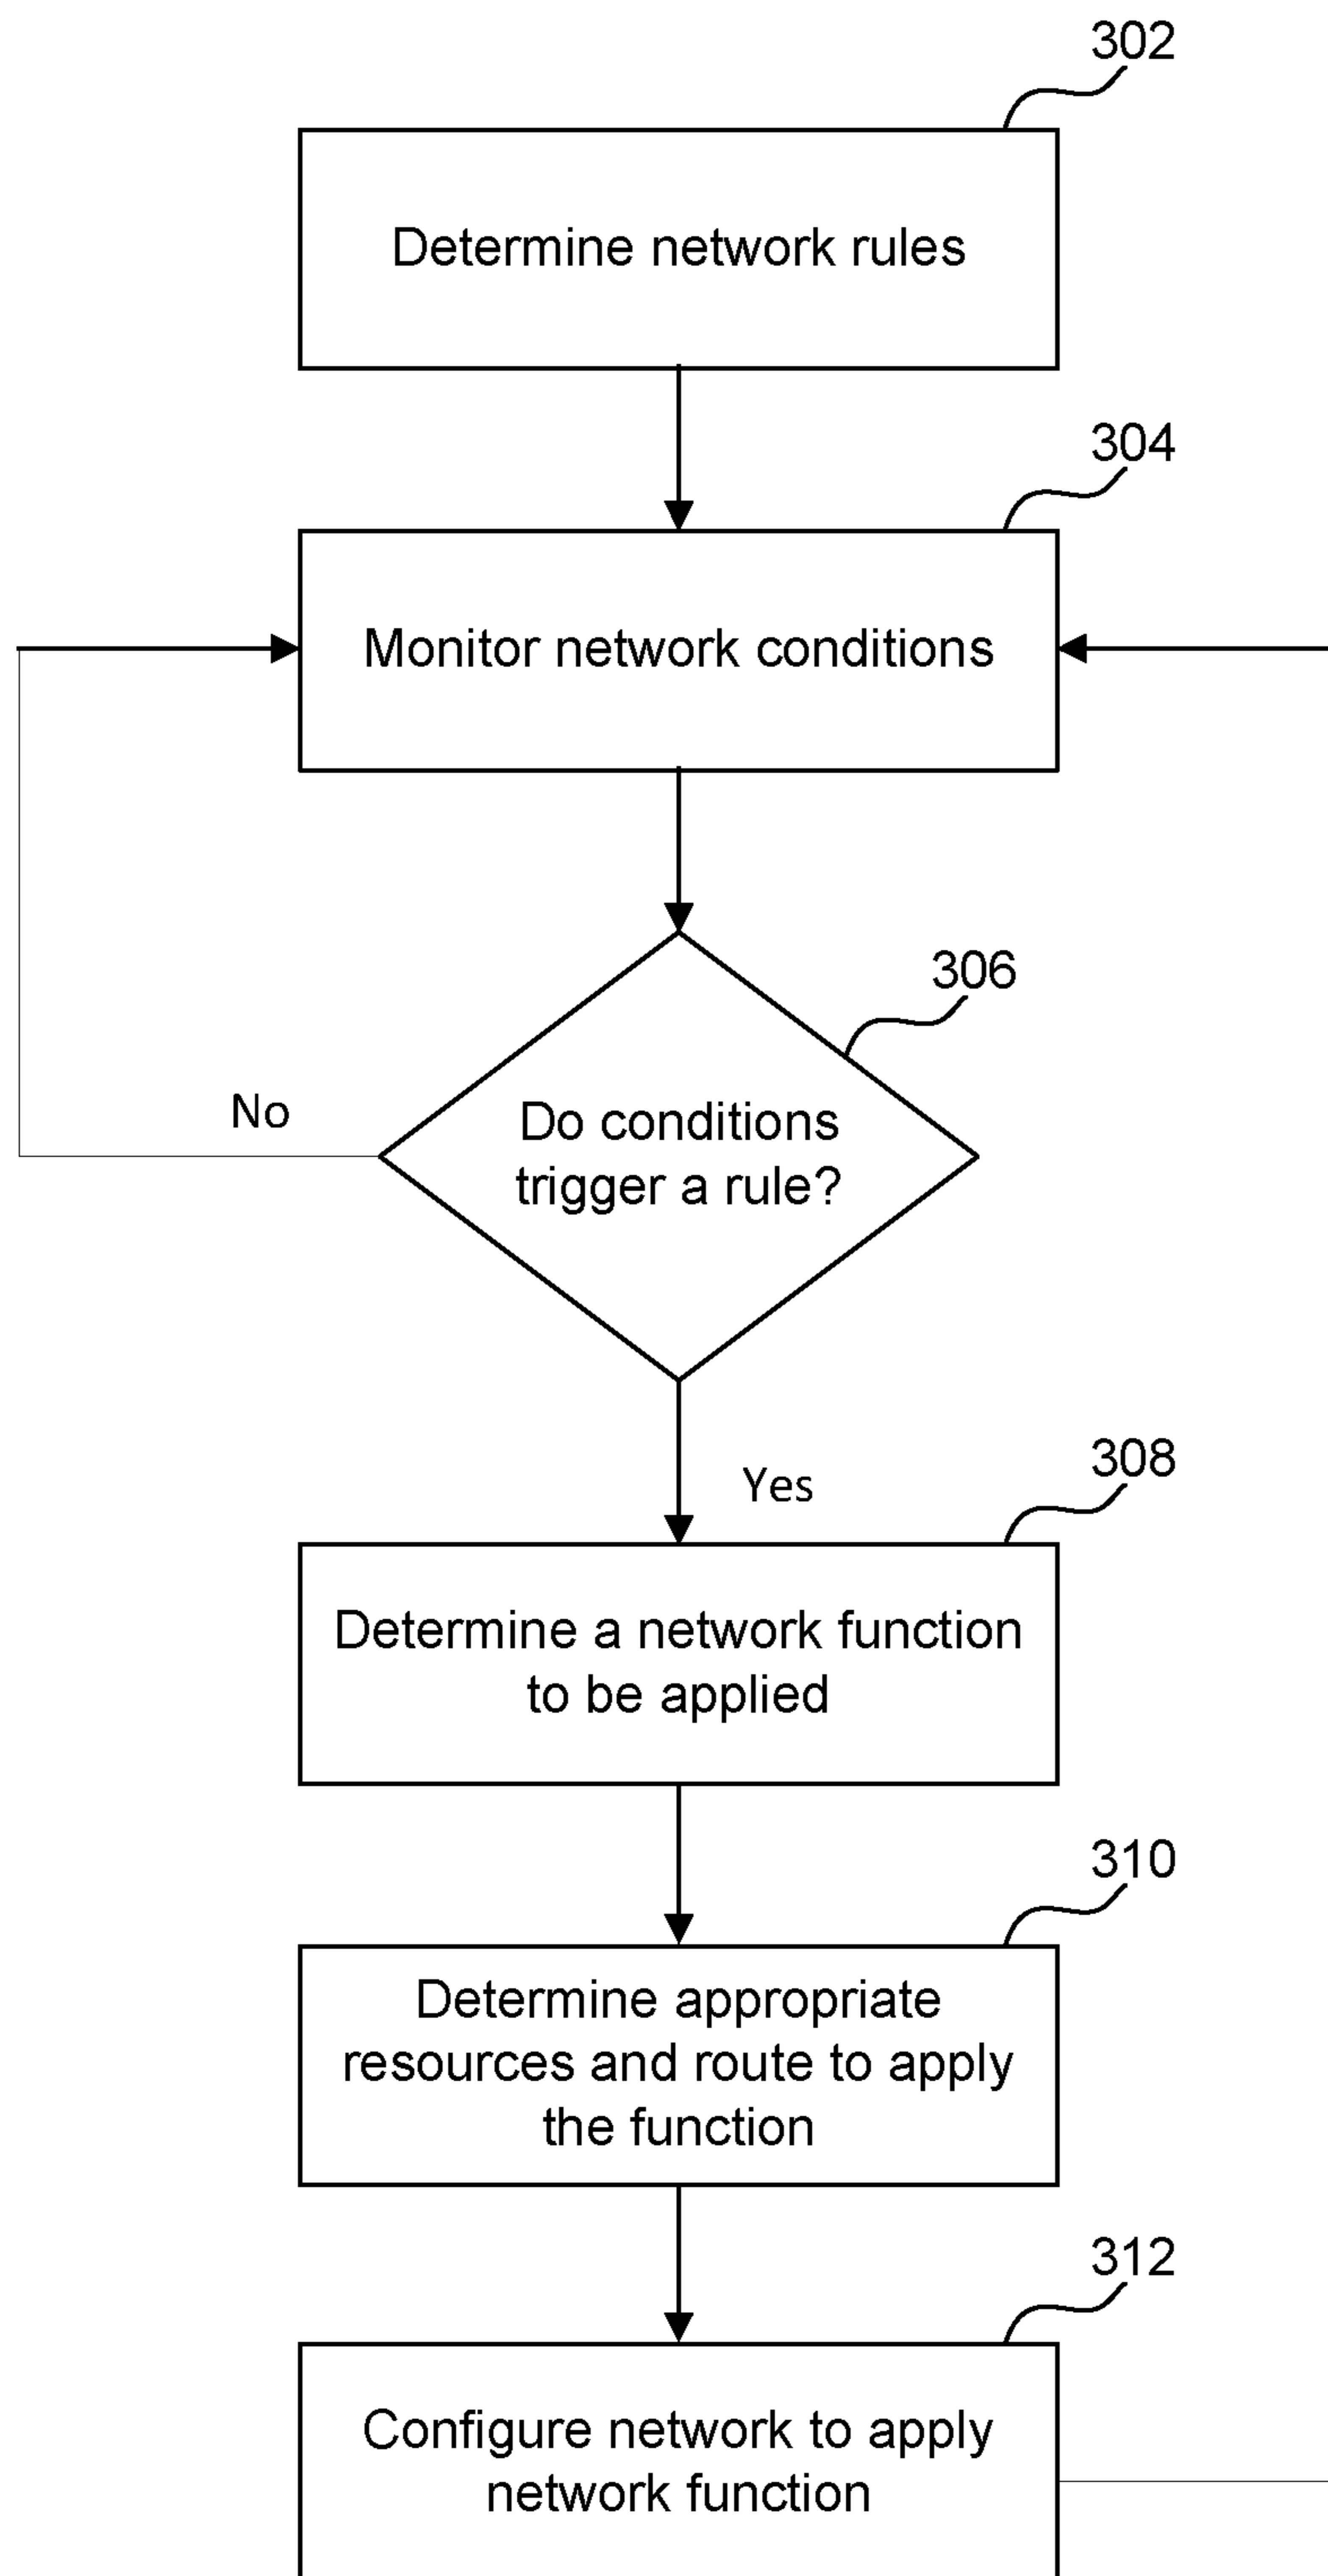 302
Determine network rules
304
Monitor network conditions
306
Do conditions
trigger a rule?
No
Yes
308
Determine a network function
to be applied
310
Determine appropriate
resources and route to apply
the function
312
Configure network to apply
network function